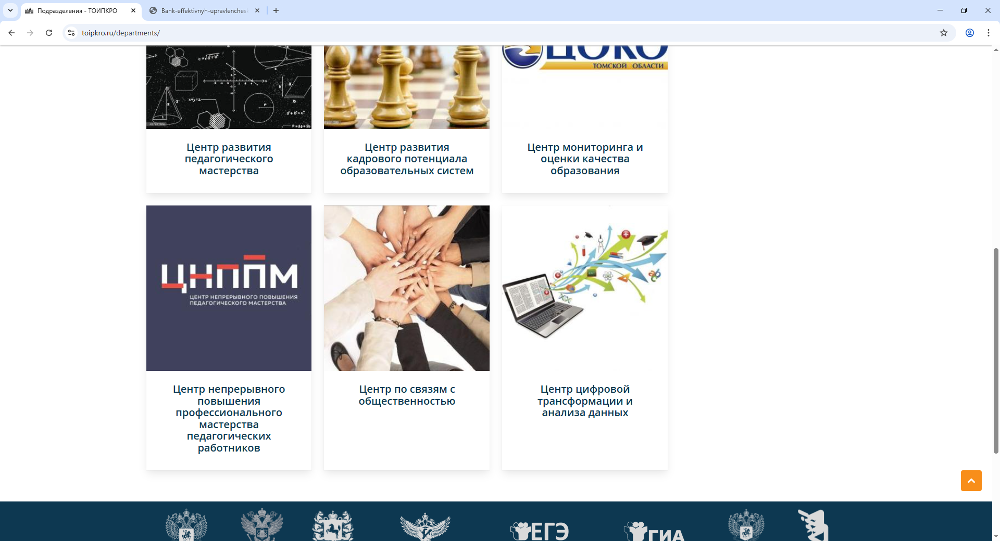 Подразделения - ТОИПКРО
Bank-effektivnyh-upravlenches
toipkro.ru/departments/
ЦОКО
ТОМСКОЙ ОБЛАСТИ
x+y=z
Центр развития
педагогического
мастерства
Центр развития
кадрового потенциала
образовательных систем
Центр мониторинга и
оценки качества
образования
ЦНППМ
ЦЕНТР НЕПРЕРЫВНОГО ПОВЫШЕНИЯ
ПЕДАГОГИЧЕСКОГО МАСТЕРСТВА
Центр непрерывного
повышения
профессионального
мастерства
педагогических
работников
Центр по связям с
общественностью
Центр цифровой
трансформации и
анализа данных
ЕГЭ
ГИА